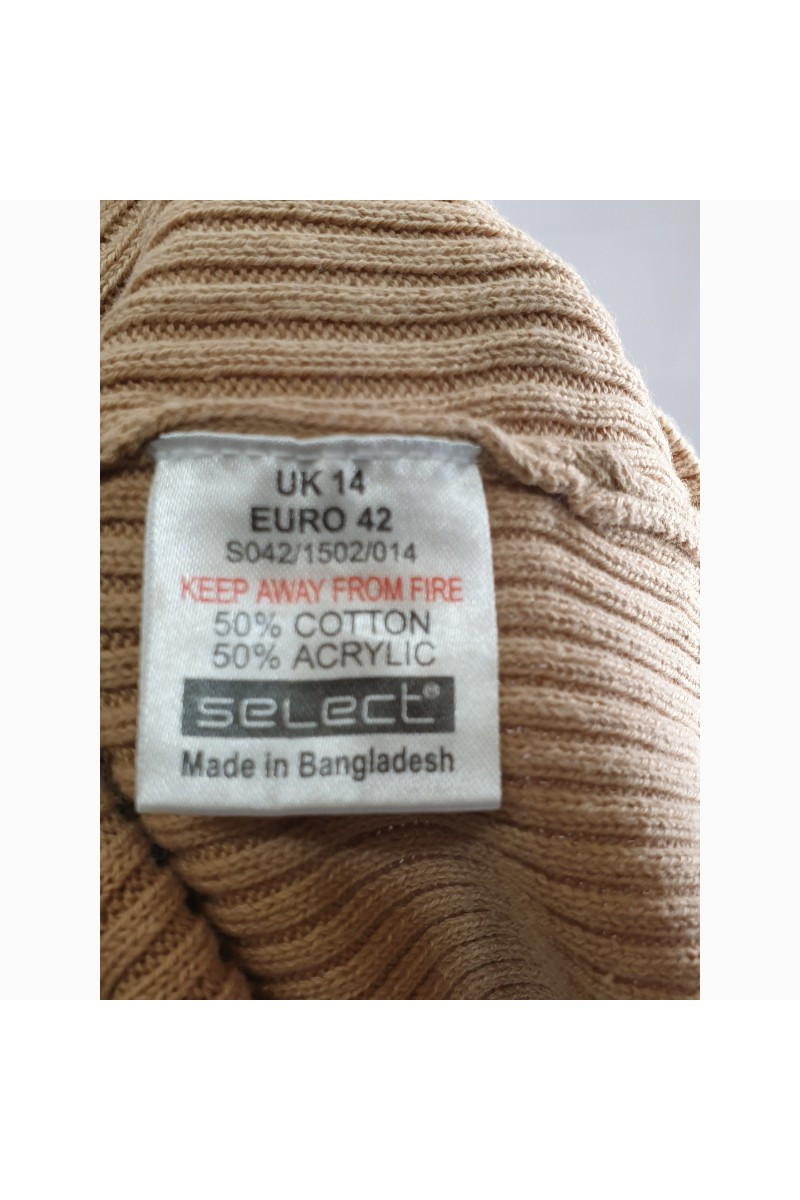 UK 14
EURO 42
S042/1502/014
KEEP AWAY FROM FIRE
50% COTTON
50% ACRYLIC
select®
Made in Bangladesh